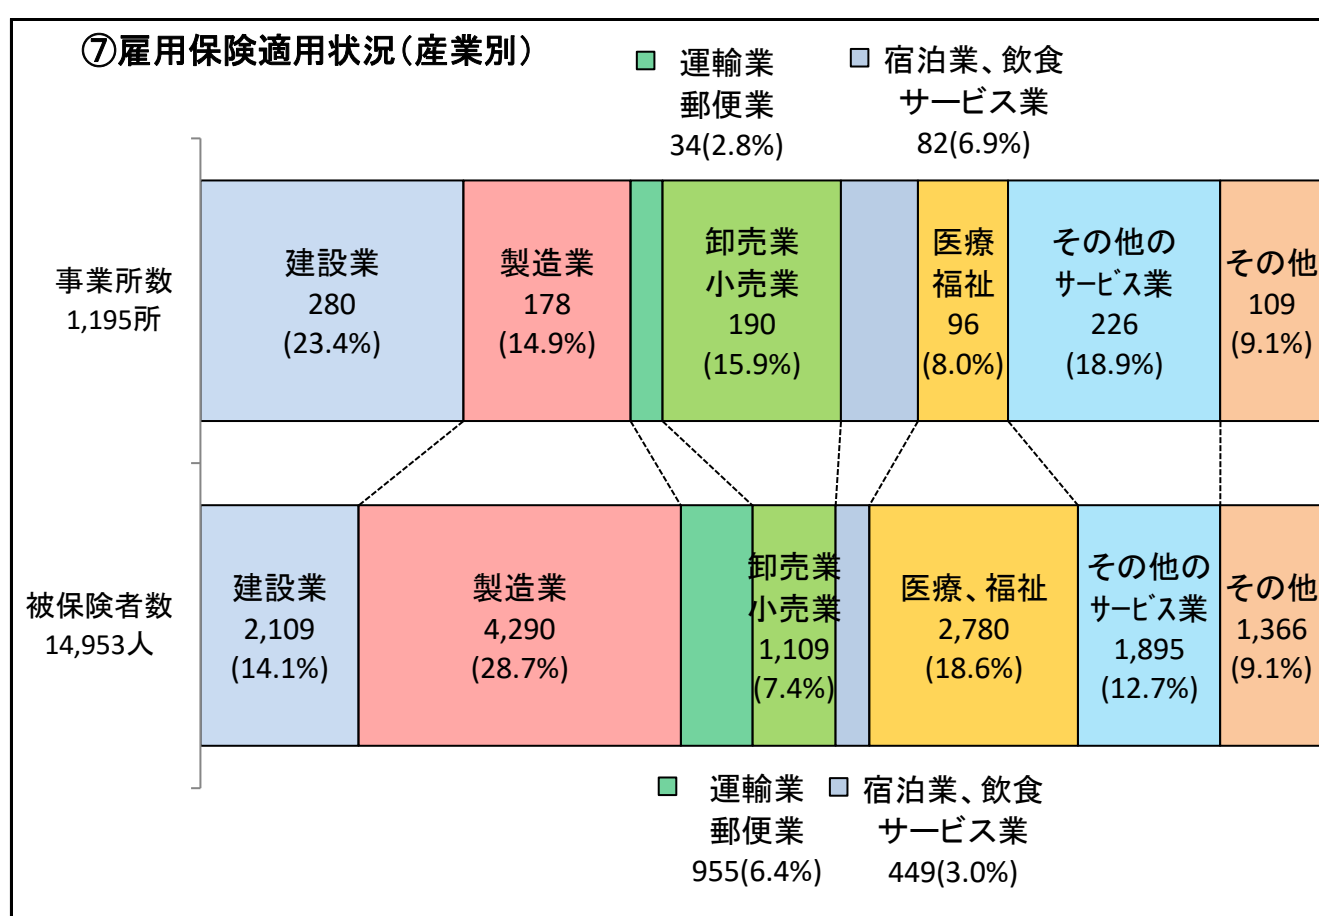 ⑦雇用保険適用状況(産業別)
運輸業
郵便業
34(2.8%)
宿泊業、飲食
サービス業
82(6.9%)
事業所数
1,195所
建設業
280
(23.4%)
製造業
178
(14.9%)
卸売業
小売業
190
(15.9%)
医療
福祉
96
(8.0%)
その他の
サービス業
226
(18.9%)
その他
109
(9.1%)
被保険者数
14,953人
建設業
2,109
(14.1%)
製造業
4,290
(28.7%)
卸売業
小売業
1,109
(7.4%)
医療、福祉
2,780
(18.6%)
その他の
サービス業
1,895
(12.7%)
その他
1,366
(9.1%)
運輸業
郵便業
955(6.4%)
宿泊業、飲食
サービス業
449(3.0%)